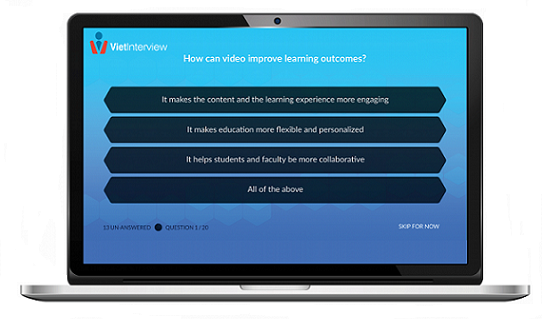 VietInterview
How can video improve learning outcomes?
It makes the content and the learning experience more engaging
It makes education more flexible and personalized
It helps students and faculty be more collaborative
All of the above
13 UN-ANSWERED QUESTION 1 / 20
SKIP FOR NOW